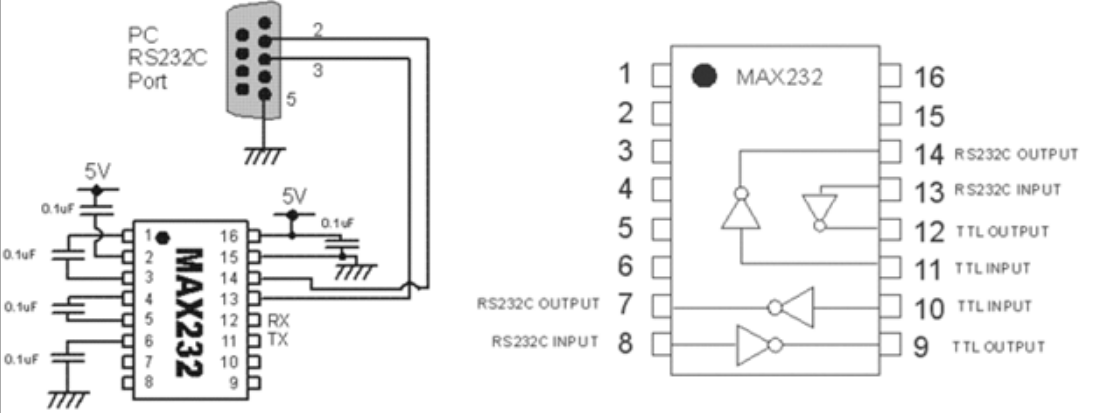 PC
RS232C
Port
2
3
5
5V
0.1uF
5V
0.1uF
0.1uF
0.1uF
0.1uF
MAX232
1 16
2 15
3 14
4 13
5 12 RX
6 11 TX
7 10
8 9
MAX232
1 16
2 15
3 14 RS232C OUTPUT
4 13 RS232C INPUT
5 12 TTL OUTPUT
6 11 TTL INPUT
RS232C OUTPUT 7 10 TTL INPUT
RS232C INPUT 8 9 TTL OUTPUT